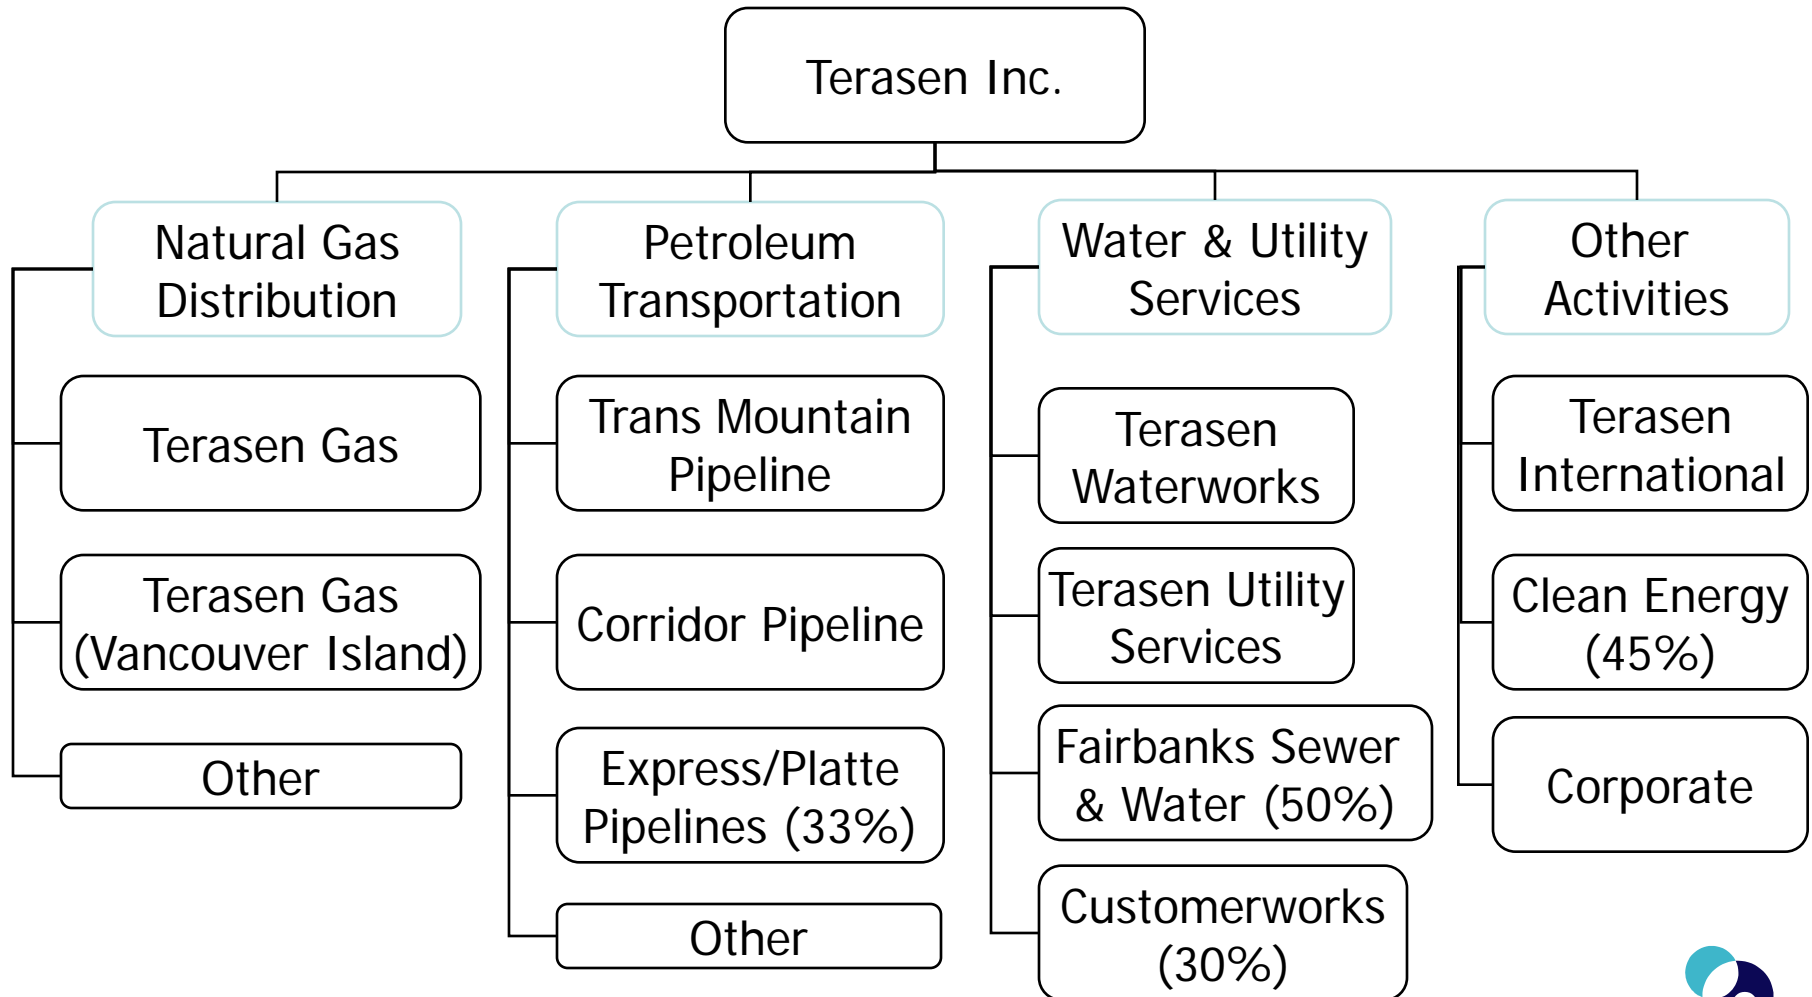 Terasen Inc.
Natural Gas
Distribution
Terasen Gas
Terasen Gas
(Vancouver Island)
Other
Petroleum
Transportation
Trans Mountain
Pipeline
Corridor Pipeline
Express/Platte
Pipelines (33%)
Other
Water & Utility
Services
Terasen
Waterworks
Terasen Utility
Services
Fairbanks Sewer
& Water (50%)
Customerworks
(30%)
Other
Activities
Terasen
International
Clean Energy
(45%)
Corporate